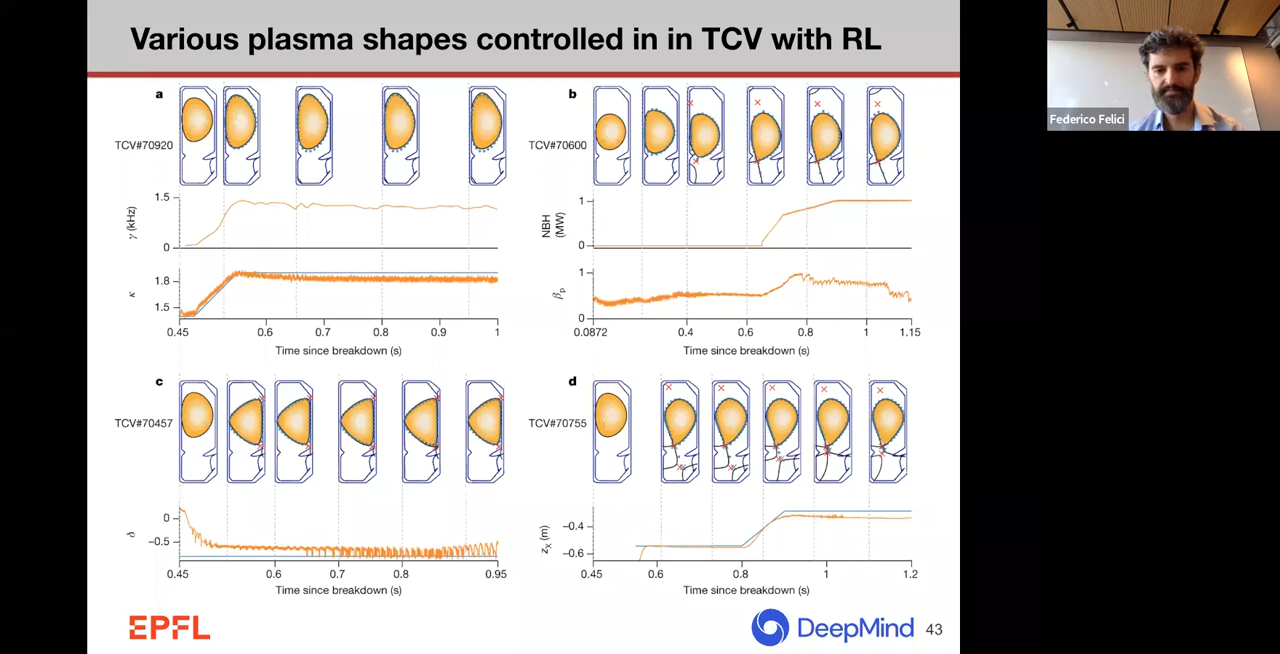 Various plasma shapes controlled in in TCV with RL
Federico Felici
a
TCV#70920
γ (kHz)
1.5
0
κ
1.8
1.5
0.45 0.6 0.7 0.8 0.9 1
Time since breakdown (s)
b
TCV#70600
NBH
(MW)
1
0
βp
1
0
0.0872 0.4 0.6 0.8 1 1.15
Time since breakdown (s)
c
TCV#70457
δ
0
−0.5
0.45 0.6 0.7 0.8 0.95
Time since breakdown (s)
d
TCV#70755
zX (m)
−0.4
−0.6
0.45 0.6 0.8 1 1.2
Time since breakdown (s)
EPFL
DeepMind
43